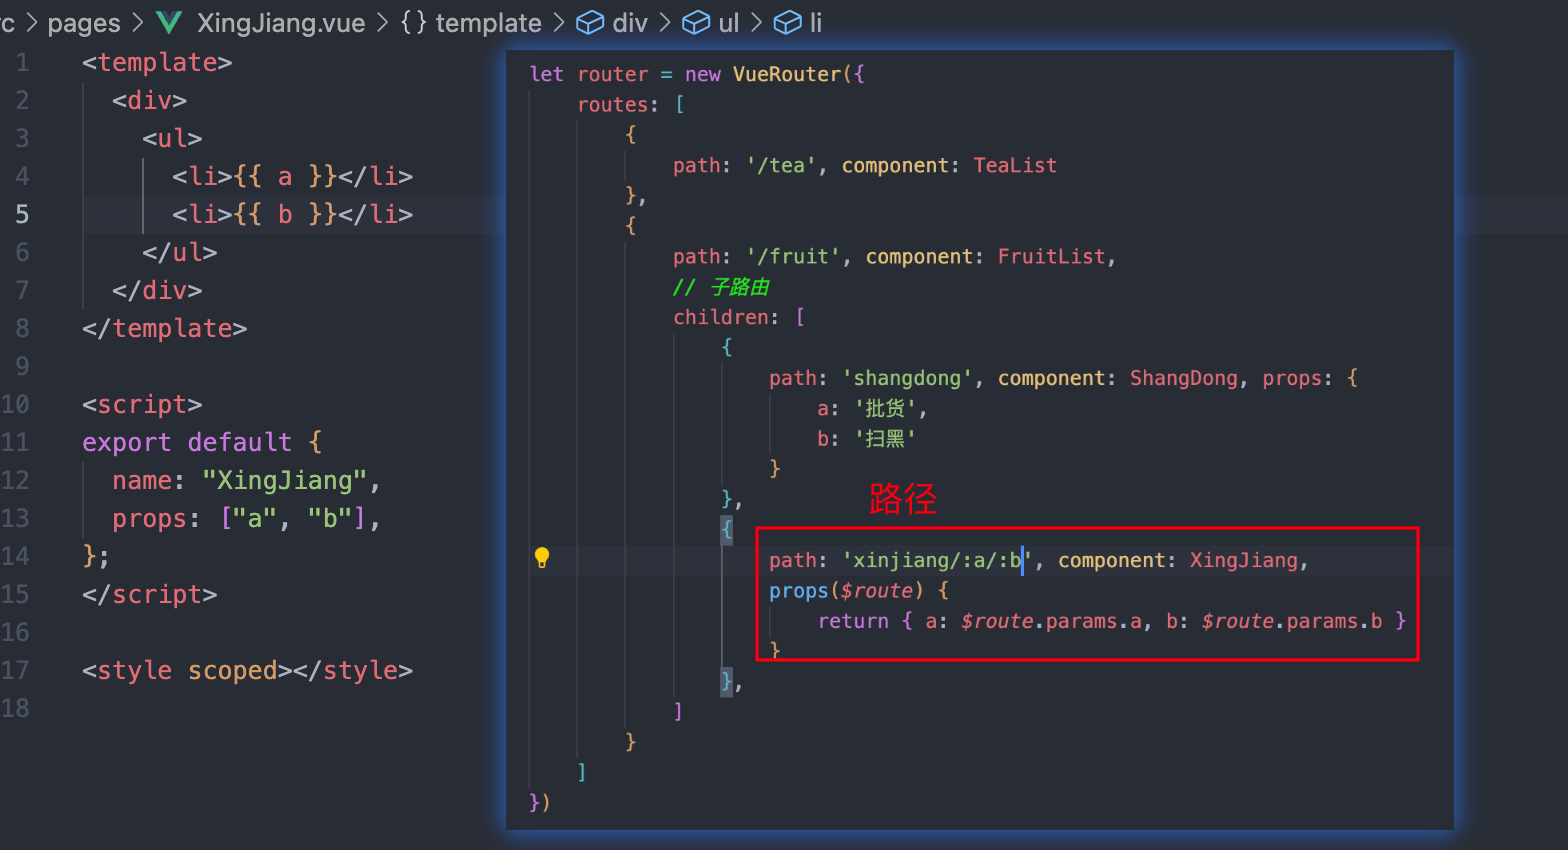 rc > pages > XingJiang.vue > {} template > div > ul > li
1 <template>
2 <div>
3 <ul>
4 <li>{{ a }}</li>
5 <li>{{ b }}</li>
6 </ul>
7 </div>
8 </template>
9
10 <script>
11 export default {
12 name: "XingJiang",
13 props: ["a", "b"],
14 };
15 </script>
16
17 <style scoped></style>
18
let router = new VueRouter({
routes: [
{
path: '/tea', component: TeaList
},
{
path: '/fruit', component: FruitList,
// 子路由
children: [
{
path: 'shangdong', component: ShangDong, props: {
a: '批货',
b: '扫黑'
}
},
路径
{
path: 'xinjiang/:a/:b', component: XingJiang,
props($route) {
return { a: $route.params.a, b: $route.params.b }
}
},
]
}
]
})